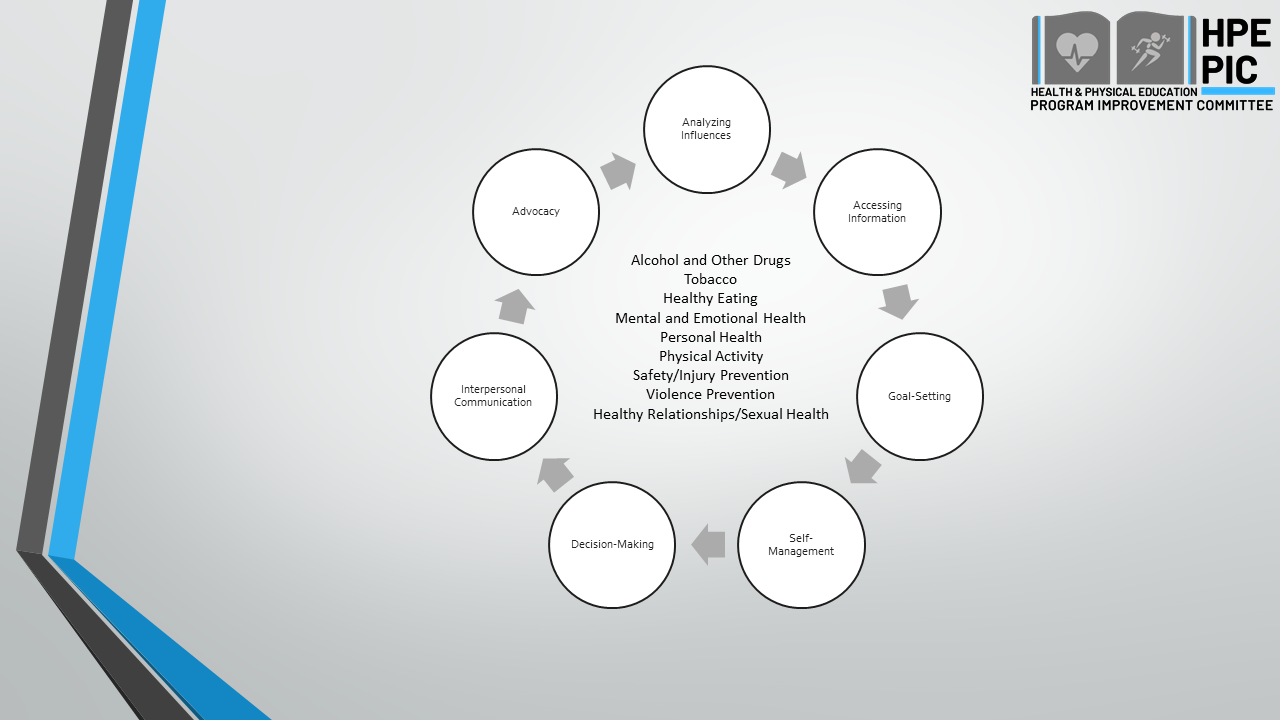 HPE
PIC
HEALTH & PHYSICAL EDUCATION
PROGRAM IMPROVEMENT COMMITTEE
Analyzing
Influences
Accessing
Information
Goal-Setting
Self-
Management
Decision-Making
Interpersonal
Communication
Advocacy
Alcohol and Other Drugs
Tobacco
Healthy Eating
Mental and Emotional Health
Personal Health
Physical Activity
Safety/Injury Prevention
Violence Prevention
Healthy Relationships/Sexual Health